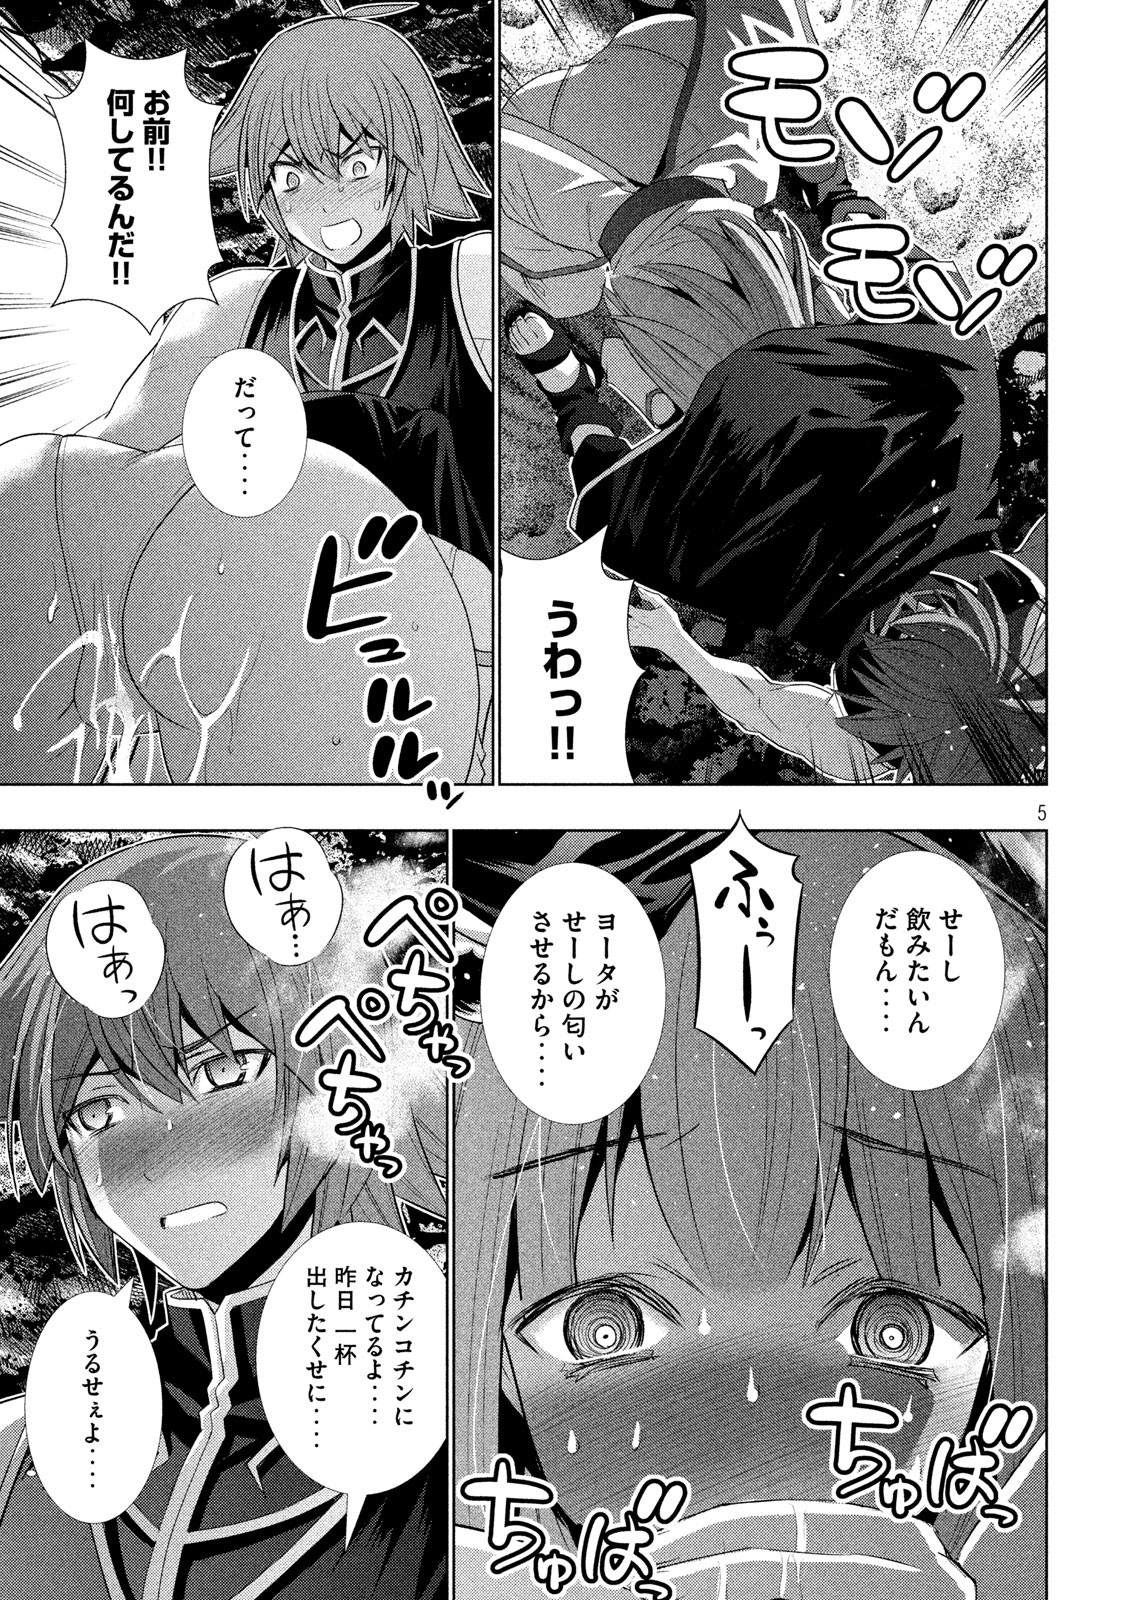 モゾ
モゾ
うわっ!!
お前!!
何してるんだ!!
だって‥‥
ビュルルルルッ
5
せーし
飲みたいん
だもん‥‥
ふぅーっ
ヨータが
せーしの匂い
させるから‥‥
ちゅばっ
ちゅばっ
はぁ…
はぁっ
ぺちゃっ
ぺちゃっ
カチンコチンに
なってるよ‥‥
昨日一杯
出したくせに‥‥
うるせぇよ‥‥